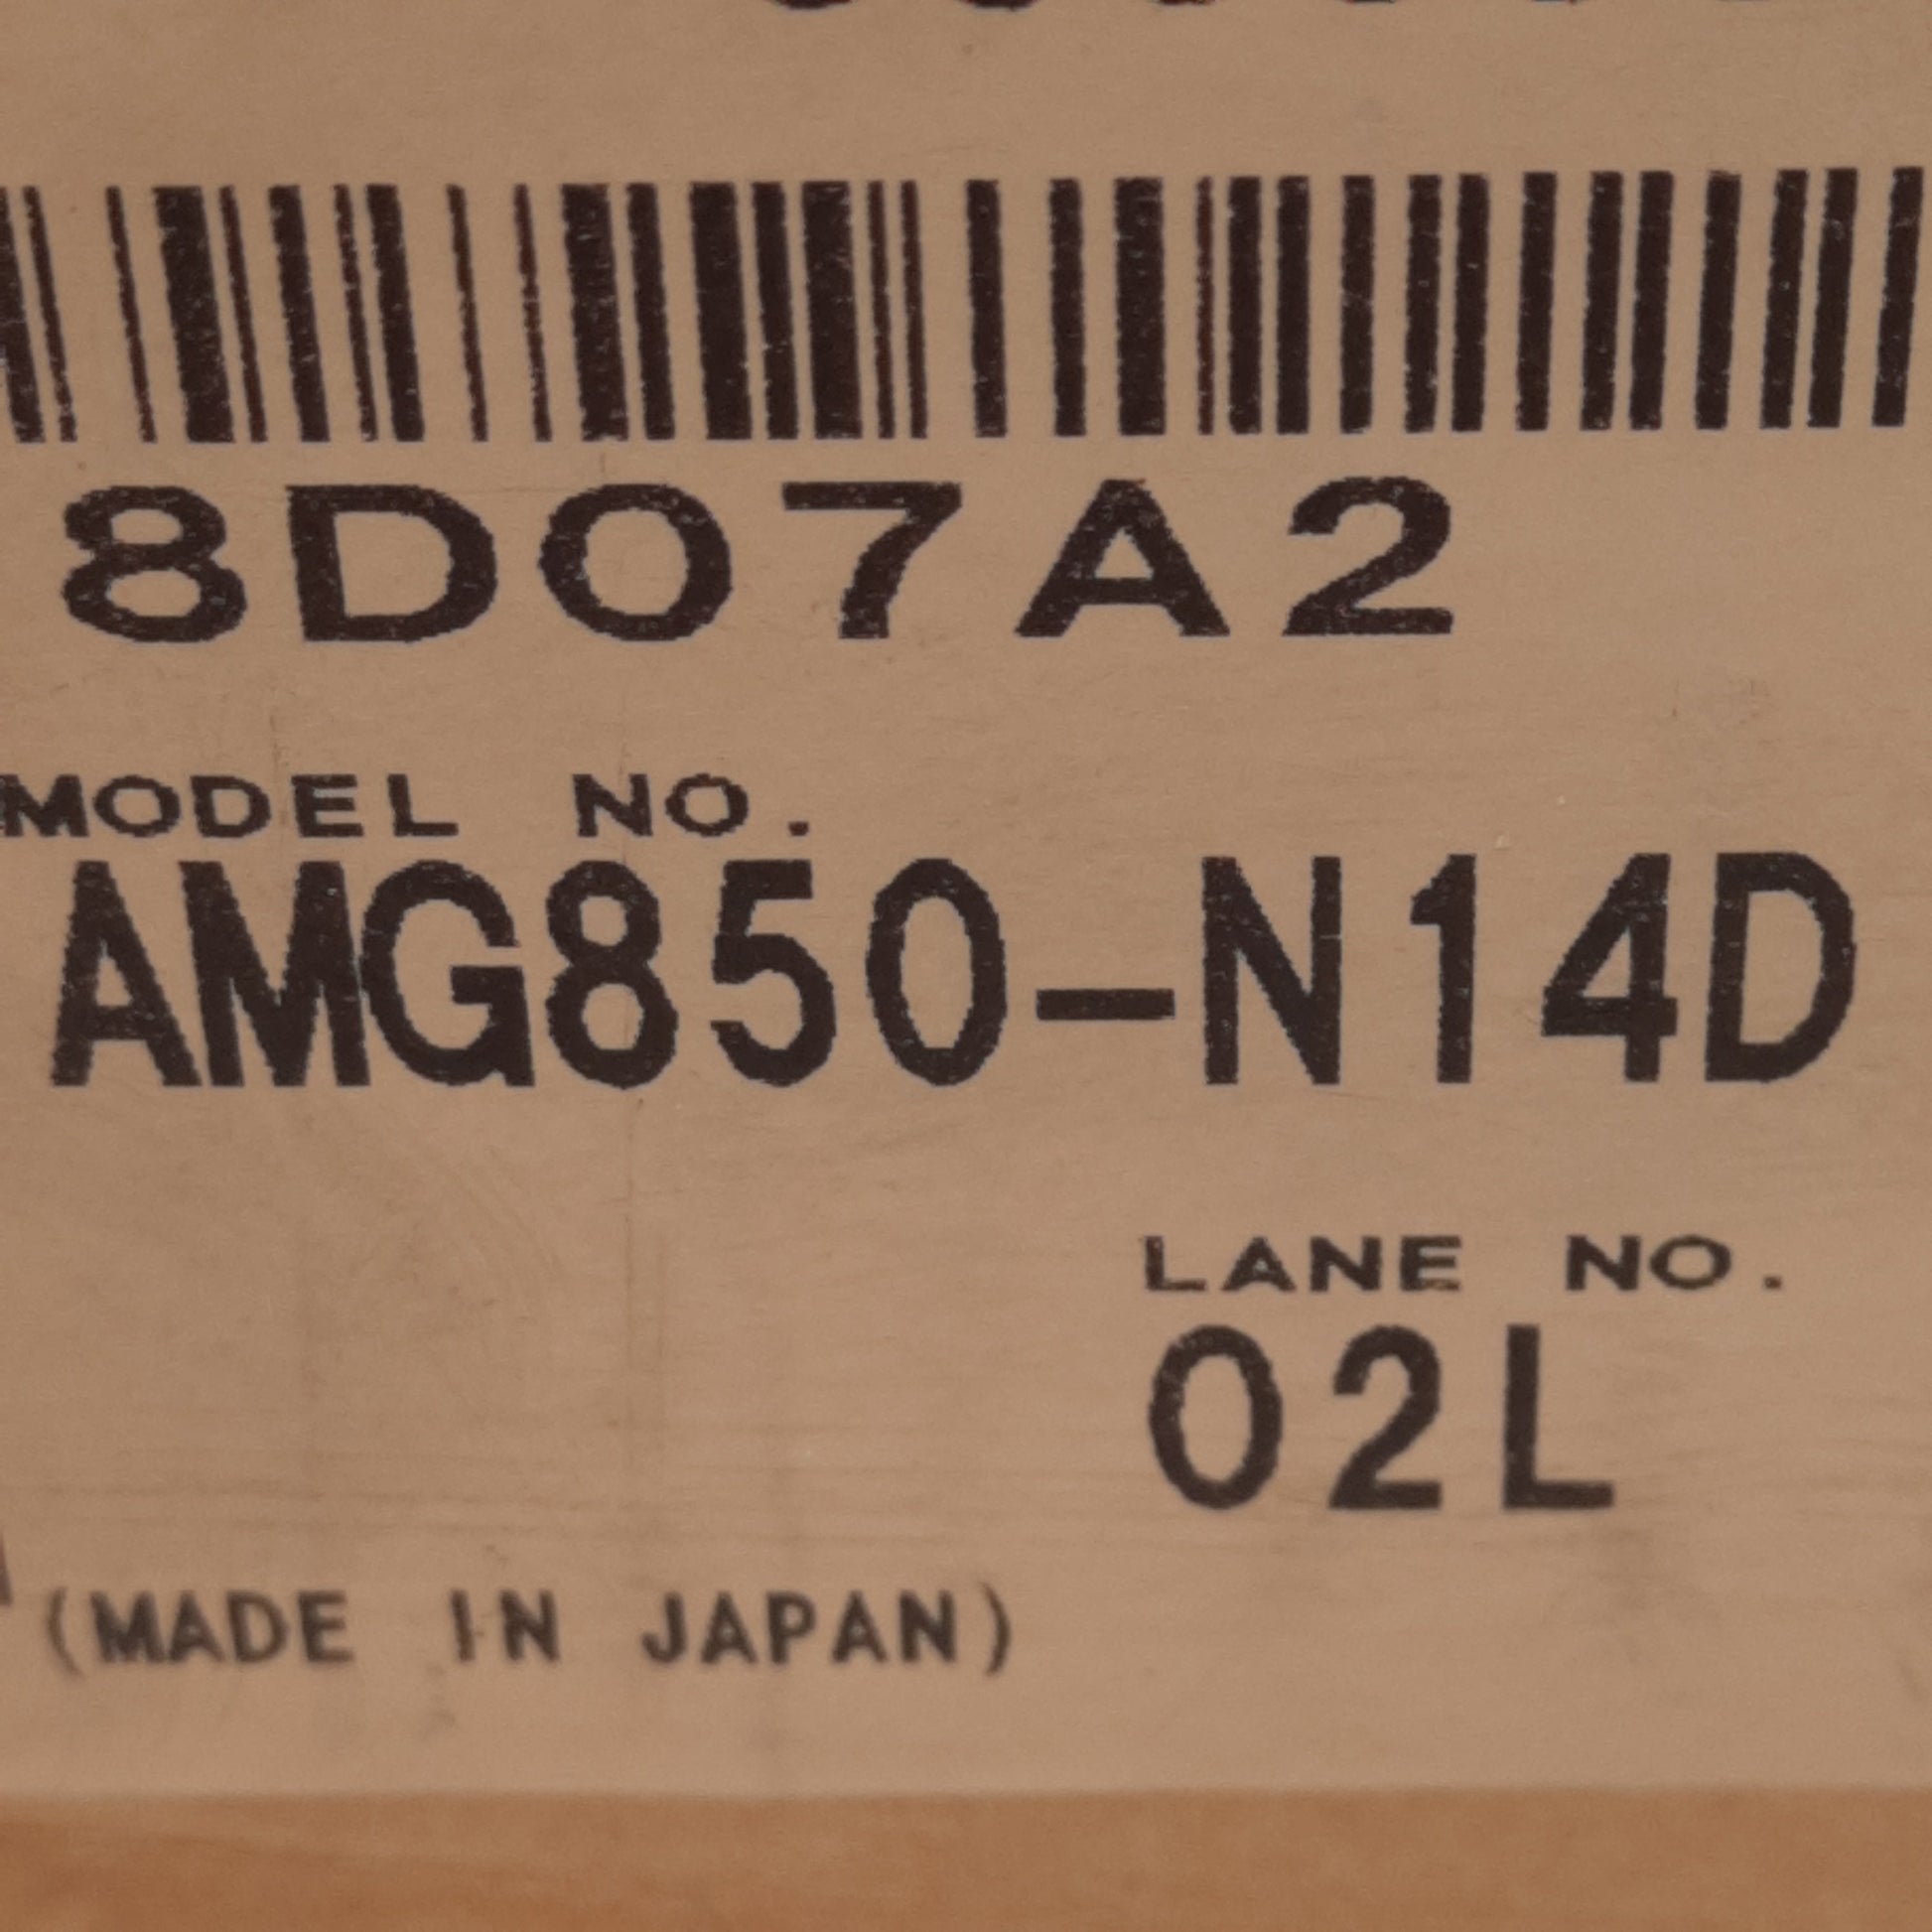 8D07A2
MODEL NO.
AMG850-N14D
LANE NO.
02L
(MADE IN JAPAN)